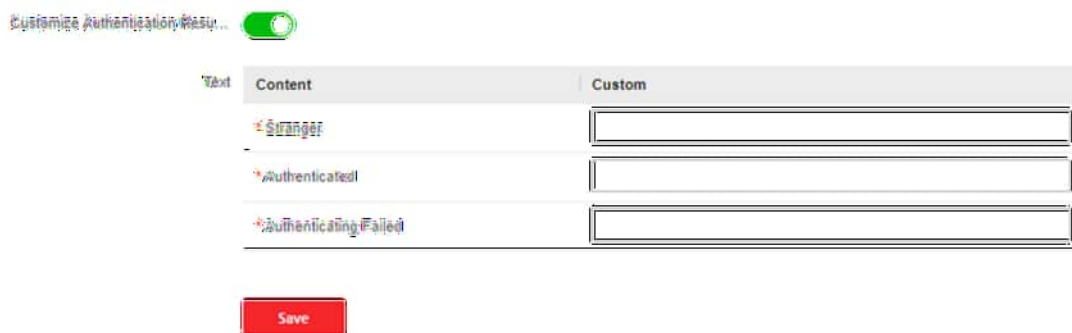 Customize Authentication Resu...
Text Content Custom
* Stranger
* Authenticated
* Authenticating Failed
Save